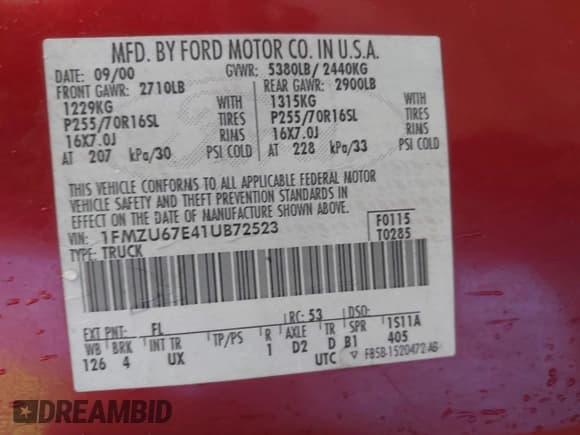 MFD. BY FORD MOTOR CO. IN U.S.A.
DATE: 09/00 GVWR: 5380LB/ 2440KG
FRONT GAWR: 2710LB REAR GAWR: 2900LB
1229KG WITH 1315KG WITH
P255/70R16SL TIRES P255/70R16SL TIRES
16X7.0J RIMS 16X7.0J RIMS
AT 207 kPa/30 PSI COLD AT 228 kPa/33 PSI COLD
THIS VEHICLE CONFORMS TO ALL APPLICABLE FEDERAL MOTOR
VEHICLE SAFETY AND THEFT PREVENTION STANDARDS IN
EFFECT ON THE DATE OF MANUFACTURE SHOWN ABOVE.
VIN: 1FMZU67E41UB72523 F0115
TYPE: TRUCK T0285
EXT PNT: FL RC: 53 DSO:
WB BRK INT TR TP/PS R AXLE TR SPR 1S11A
126 4 UX 1 D2 D B1 405
UTC ▽ F85B-1520472-AB
DREAMBID